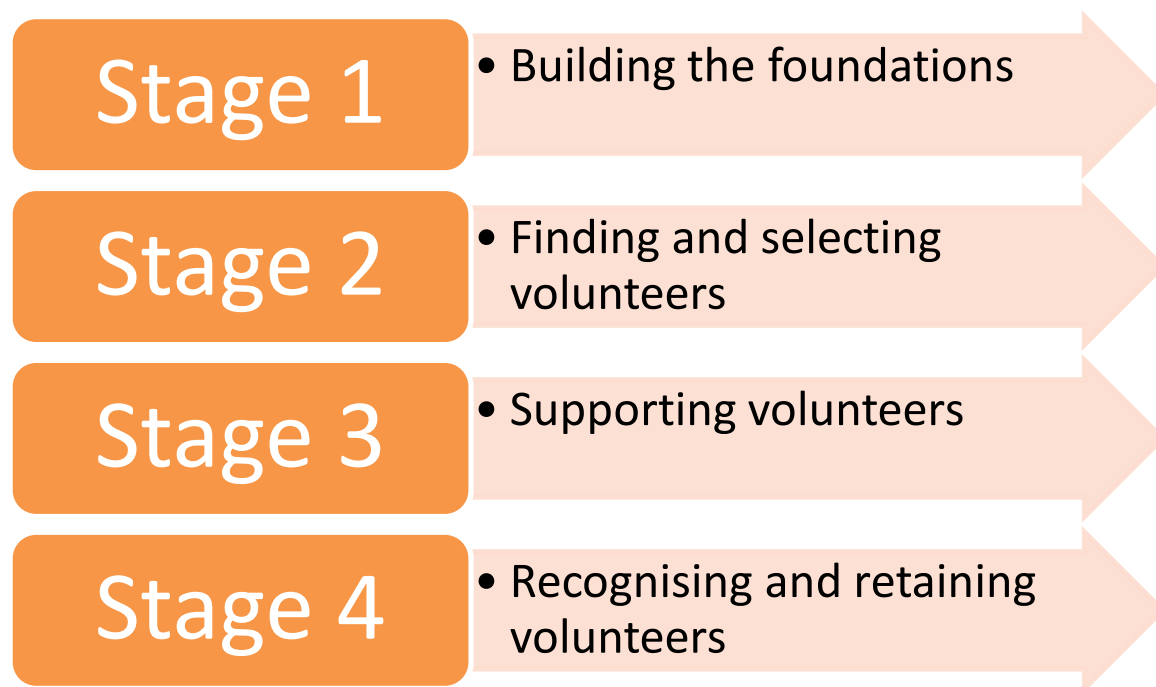 Stage 1
• Building the foundations
Stage 2
• Finding and selecting
volunteers
Stage 3
• Supporting volunteers
Stage 4
• Recognising and retaining
volunteers